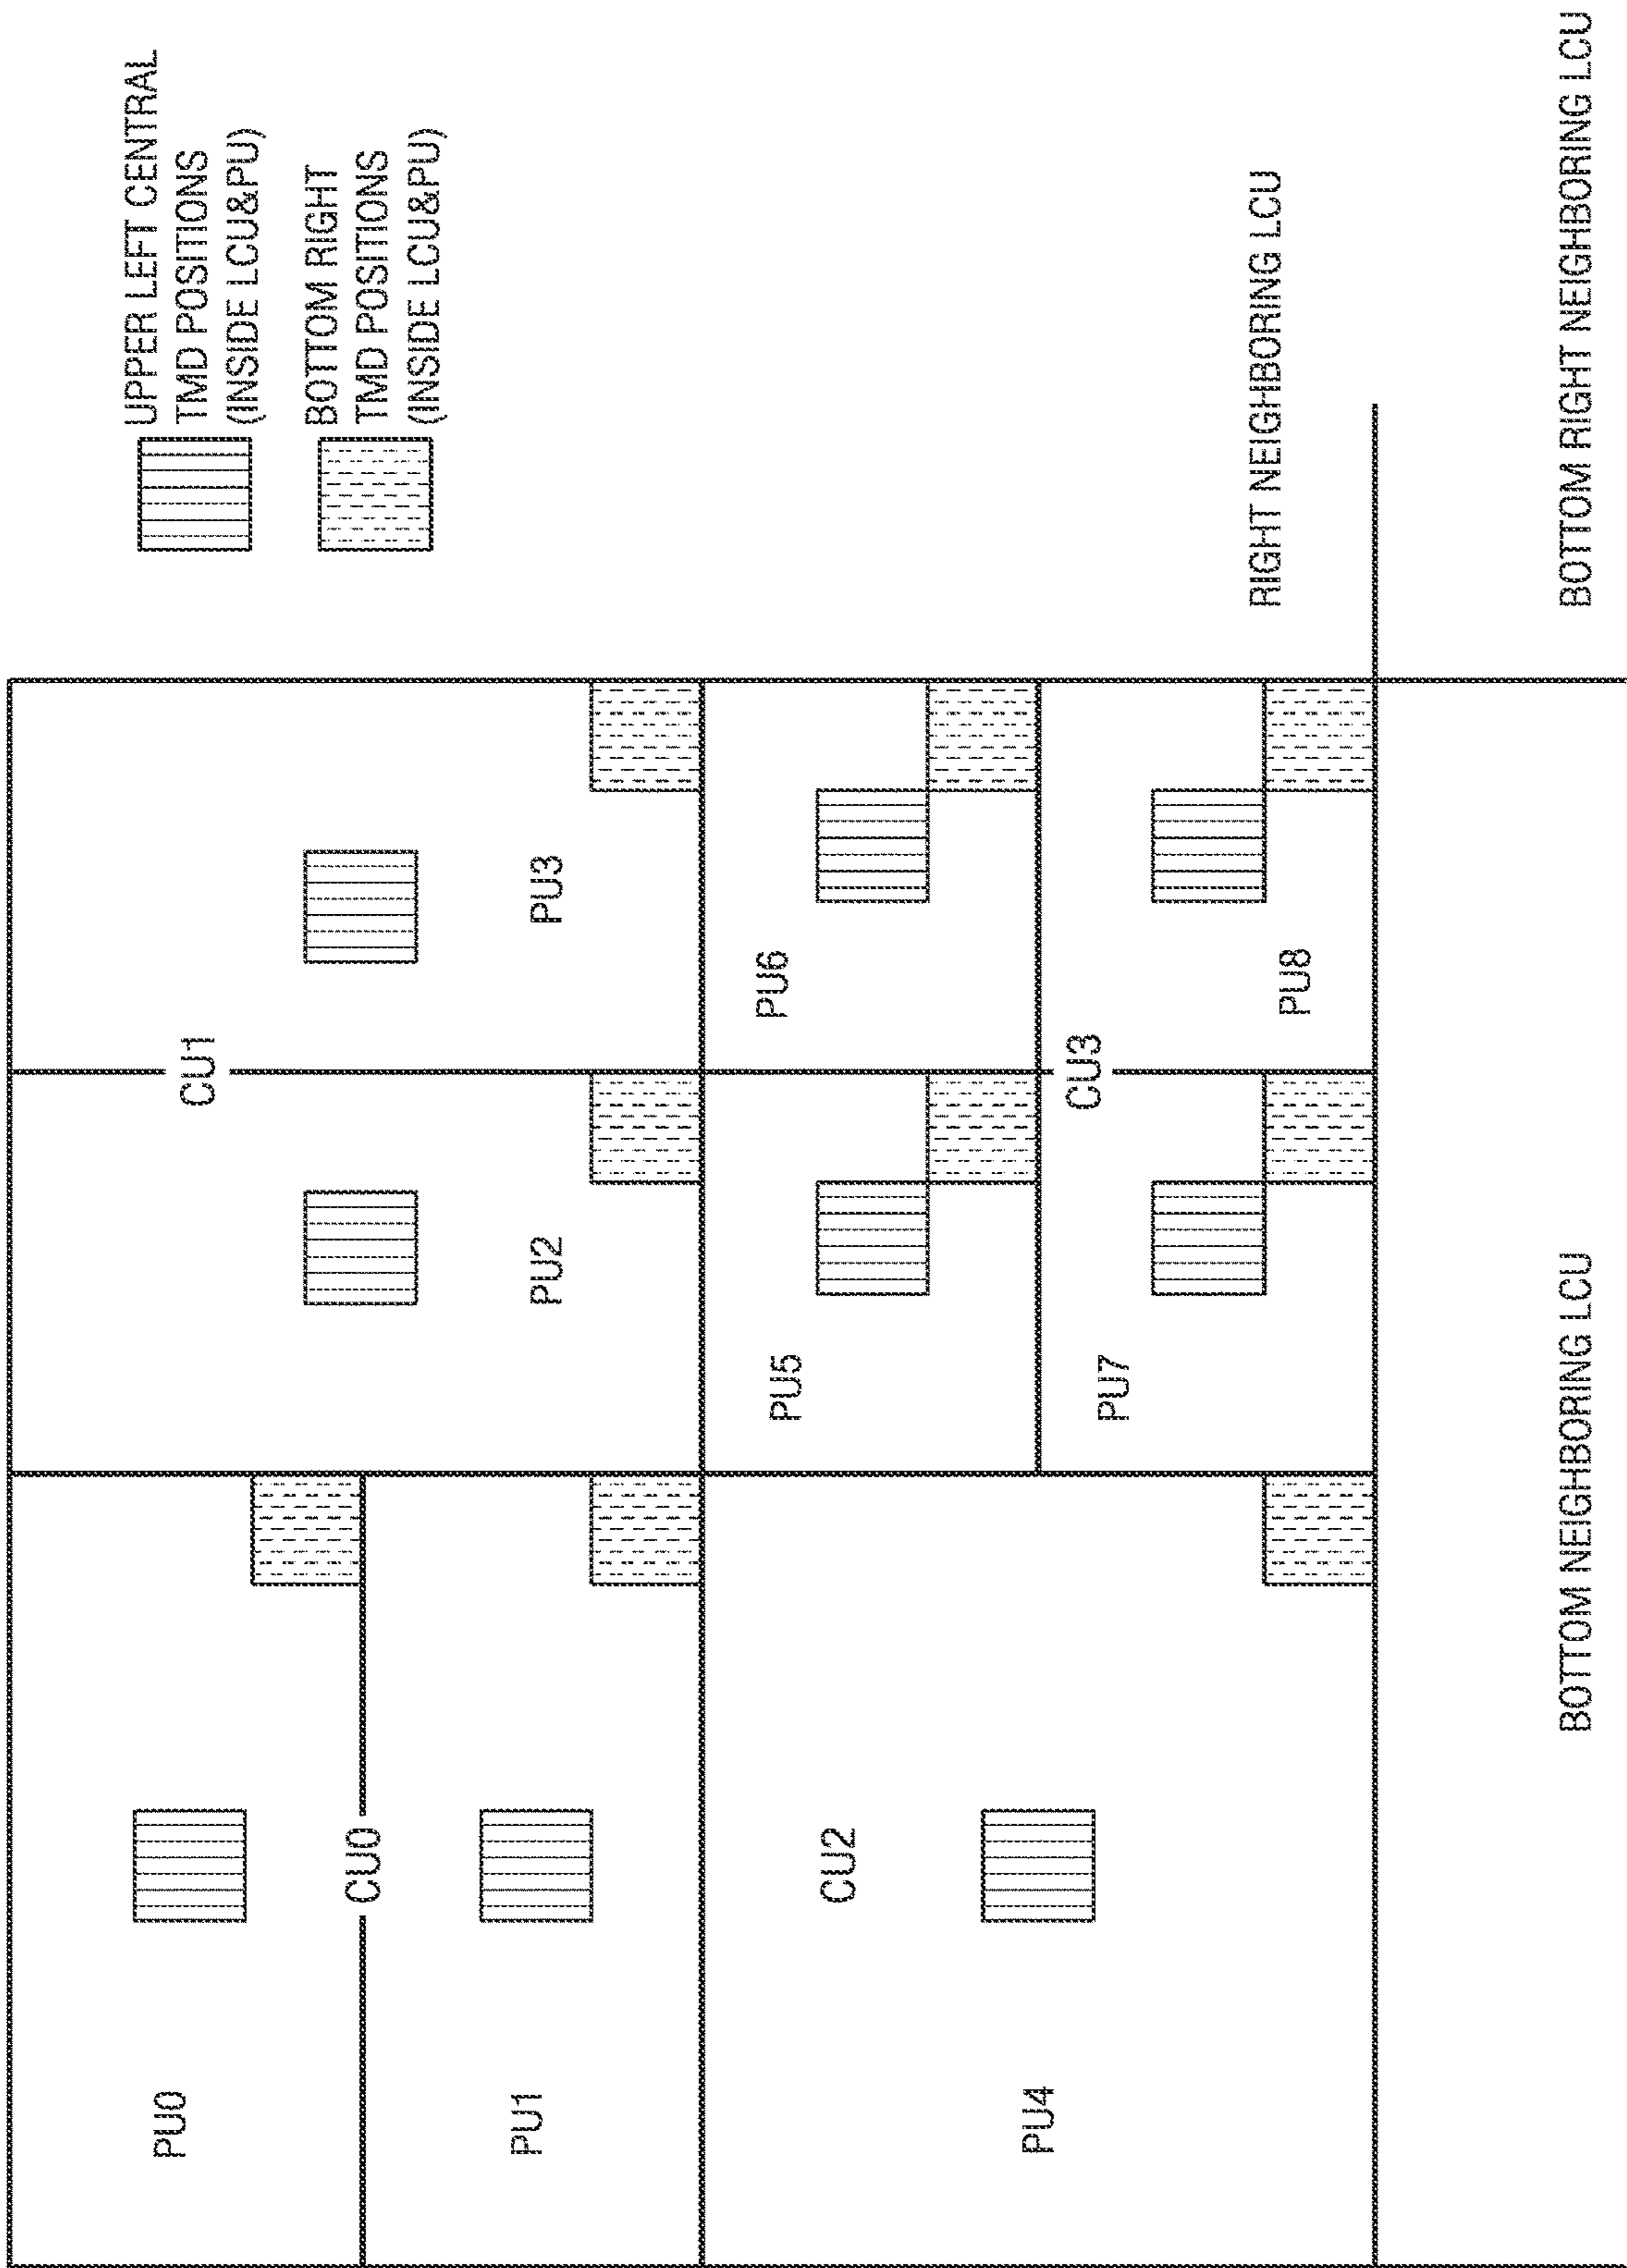 PU0
CU0
PU1
CU1
PU2
PU3
CU2
PU4
PU5
PU6
CU3
PU7
PU8
UPPER LEFT CENTRAL
TMD POSITIONS
(INSIDE LCU&PU)
BOTTOM RIGHT
TMD POSITIONS
(INSIDE LCU&PU)
RIGHT NEIGHBORING LCU
BOTTOM NEIGHBORING LCU
BOTTOM RIGHT NEIGHBORING LCU